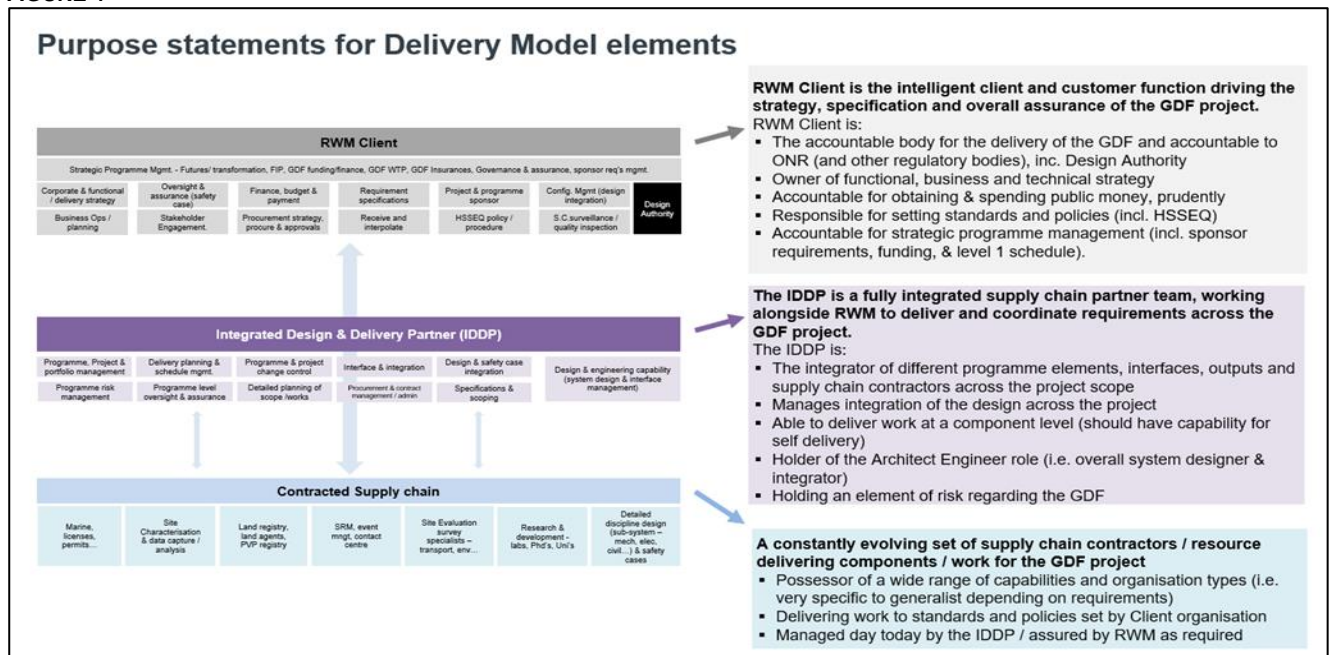 Purpose statements for Delivery Model elements
RWM Client
Strategic Programme Mgmt. - Futures/ transformation, FIP, GDF funding/finance, GDF WTP, GDF Insurances, Governance & assurance, sponsor req's mgmt.
Corporate & functional
/ delivery strategy
Oversight &
assurance (safety
case)
Finance, budget &
payment
Requirement
specifications
Project & programme
sponsor
Config. Mgmt (design
integration)
Design
Authority
Business Ops /
planning
Stakeholder
Engagement.
Procurement strategy,
procure & approvals
Receive and
interpolate
HSSEQ policy /
procedure
S.C.surveillance /
quality inspection
Integrated Design & Delivery Partner (IDDP)
Programme, Project &
portfolio management
Delivery planning &
schedule mgmt.
Programme & project
change control
Interface & integration
Design & safety case
integration
Design & engineering capability
(system design & interface
management)
Programme risk
management
Programme level
oversight & assurance
Detailed planning of
scope /works
Procurement & contract
management / admin
Specifications &
scoping
Contracted Supply chain
Marine,
licenses,
permits…
Site
Characterisation
& data capture /
analysis
Land registry,
land agents,
PVP registry
SRM, event
mngt, contact
centre
Site Evaluation
survey
specialists –
transport, env…
Research &
development -
labs, Phd's, Uni's
Detailed
discipline design
(sub-system –
mech, elec,
civil…) & safety
cases
RWM Client is the intelligent client and customer function driving the
strategy, specification and overall assurance of the GDF project.
RWM Client is:
▪ The accountable body for the delivery of the GDF and accountable to
ONR (and other regulatory bodies), inc. Design Authority
▪ Owner of functional, business and technical strategy
▪ Accountable for obtaining & spending public money, prudently
▪ Responsible for setting standards and policies (incl. HSSEQ)
▪ Accountable for strategic programme management (incl. sponsor
requirements, funding, & level 1 schedule).
The IDDP is a fully integrated supply chain partner team, working
alongside RWM to deliver and coordinate requirements across the
GDF project.
The IDDP is:
▪ The integrator of different programme elements, interfaces, outputs and
supply chain contractors across the project scope
▪ Manages integration of the design across the project
▪ Able to deliver work at a component level (should have capability for
self delivery)
▪ Holder of the Architect Engineer role (i.e. overall system designer &
integrator)
▪ Holding an element of risk regarding the GDF
A constantly evolving set of supply chain contractors / resource
delivering components / work for the GDF project
▪ Possessor of a wide range of capabilities and organisation types (i.e.
very specific to generalist depending on requirements)
▪ Delivering work to standards and policies set by Client organisation
▪ Managed day today by the IDDP / assured by RWM as required